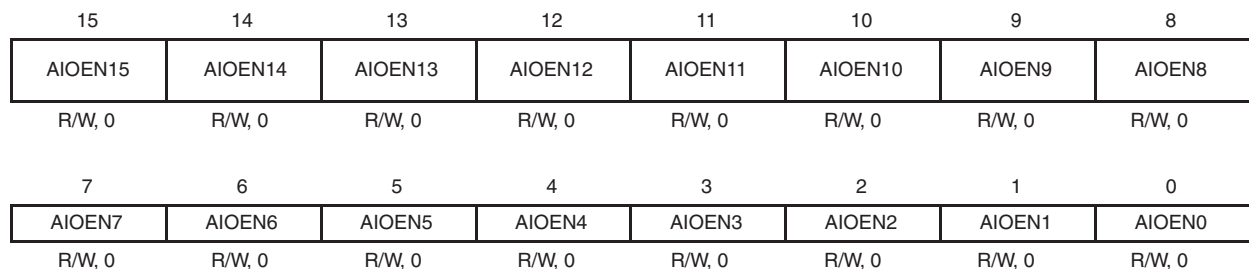 15 14 13 12 11 10 9 8
AIOEN15 AIOEN14 AIOEN13 AIOEN12 AIOEN11 AIOEN10 AIOEN9 AIOEN8
R/W, 0 R/W, 0 R/W, 0 R/W, 0 R/W, 0 R/W, 0 R/W, 0 R/W, 0
7 6 5 4 3 2 1 0
AIOEN7 AIOEN6 AIOEN5 AIOEN4 AIOEN3 AIOEN2 AIOEN1 AIOEN0
R/W, 0 R/W, 0 R/W, 0 R/W, 0 R/W, 0 R/W, 0 R/W, 0 R/W, 0